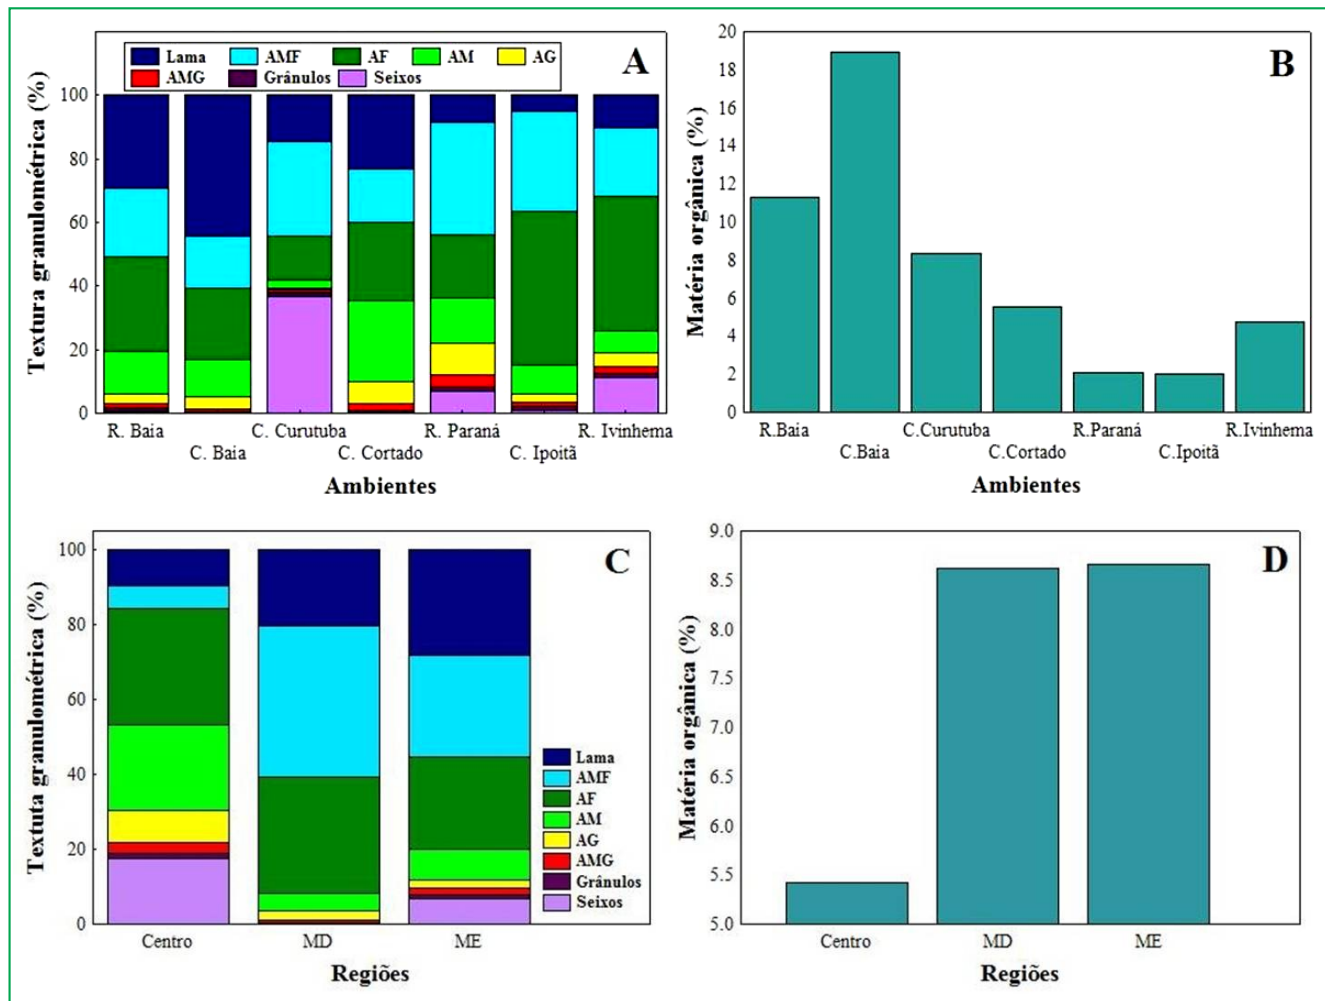 Lama AMF AF AM AG
AMG Grânulos Seixos
A
Textura granulométrica (%)
100
80
60
40
20
0
R. Baia C. Curutuba R. Paraná R. Ivinhema
C. Baia C. Cortado C. Ipoitã
Ambientes
B
Matéria orgânica (%)
20
18
16
14
12
10
8
6
4
2
0
R.Baia C.Curutuba R.Paraná R.Ivinhema
C.Baia C.Cortado C.Ipoitã
Ambientes
C
Textuta granulométrica (%)
100
80
60
40
20
0
Lama
AMF
AF
AM
AG
AMG
Grânulos
Seixos
Centro MD ME
Regiões
D
Matéria orgânica (%)
9.0
8.5
8.0
7.5
7.0
6.5
6.0
5.5
5.0
Centro MD ME
Regiões